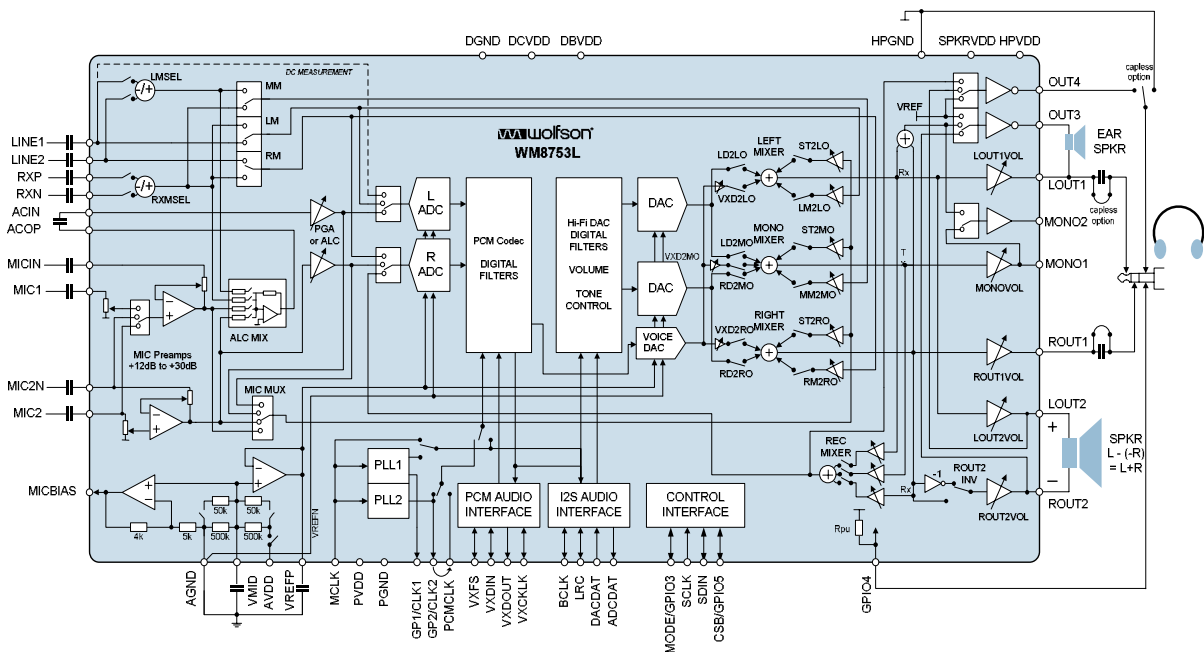 DGND
DCVDD
DBVDD
HPGND
SPKRVDD
HPVDD
LMSEL
DC MEASUREMENT
MM
LM
RM
LINE1
LINE2
RXP
RXN
RXMSEL
ACIN
ACOP
MICIN
MIC1
MIC2N
MIC2
MICBIAS
PGA
or ALC
ALC MIX
MIC Preamps
+12dB to +30dB
MIC MUX
L
ADC
R
ADC
wolfson®
WM8753L
PCM Codec
DIGITAL
FILTERS
Hi-Fi DAC
DIGITAL
FILTERS
VOLUME
TONE
CONTROL
DAC
DAC
VOICE
DAC
LEFT
MIXER
LD2LO
ST2LO
VXD2LO
LM2LO
Rx
MONO
MIXER
LD2MO
ST2MO
VXD2MO
RD2MO
MM2MO
Tx
RIGHT
MIXER
VXD2RO
ST2RO
RD2RO
RM2RO
REC
MIXER
Rx
VREF
-1
ROUT2
INV
LOUT1VOL
MONOVOL
ROUT1VOL
LOUT2VOL
ROUT2VOL
OUT4
capless
option
OUT3
EAR
SPKR
LOUT1
capless
option
MONO2
MONO1
ROUT1
LOUT2
+
SPKR
L - (-R)
= L+R
−
ROUT2
PLL1
PLL2
PCM AUDIO
INTERFACE
I2S AUDIO
INTERFACE
CONTROL
INTERFACE
Rpu
4k
5k
50k
50k
500k
500k
VREFN
AGND
VMID
AVDD
VREFP
MCLK
PVDD
PGND
GP1/CLK1
GP2/CLK2
PCMCLK
VXFS
VXDIN
VXDOUT
VXCKLK
BCLK
LRC
DACDAT
ADCDAT
MODE/GPIO3
SCLK
SDIN
CSB/GPIO5
GPIO4